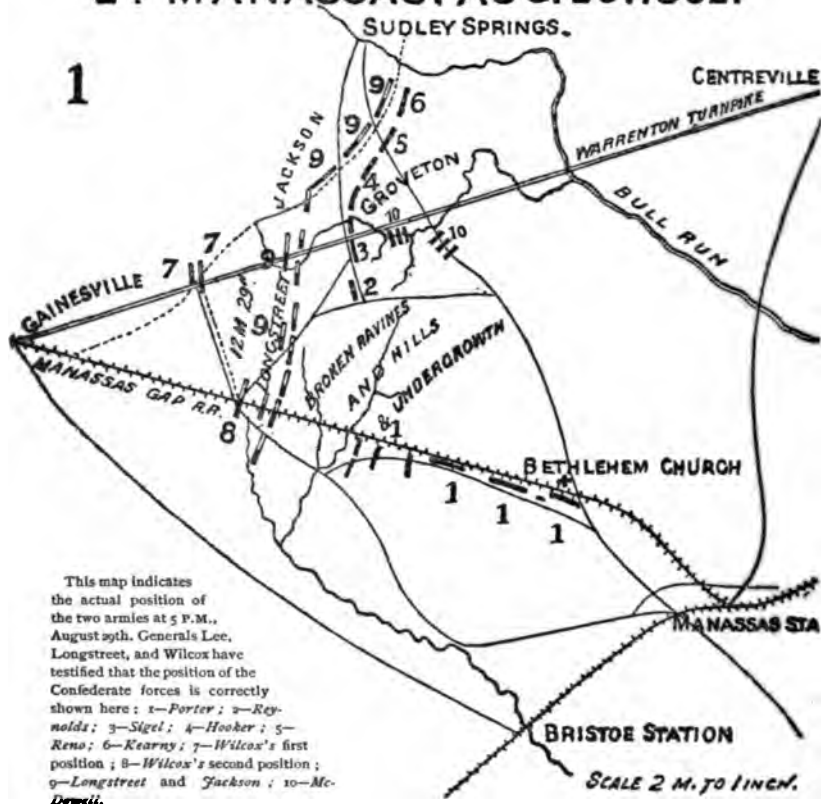 SUDLEY SPRINGS.
1
CENTREVILLE
WARRENTON TURNPIKE
BULL RUN
JACKSON
9
9
9
6
5
4
GROVETON
10
10
3
2
7
7
GAINESVILLE
9
12 M 29TH
LONGSTREET
9
BROKEN RAVINES
AND HILLS
UNDERGROWTH
&
1
MANASSAS GAP R.R.
8
BETHLEHEM CHURCH
1
1
1
MANASSAS STA
BRISTOE STATION
SCALE 2 M. TO 1 INCH.
This map indicates
the actual position of
the two armies at 5 P.M.,
August 29th. Generals Lee,
Longstreet, and Wilcox have
testified that the position of the
Confederate forces is correctly
shown here: 1—Porter; 2—Rey-
nolds; 3—Sigel; 4—Hooker; 5—
Reno; 6—Kearny; 7—Wilcox's first
position; 8—Wilcox's second position;
9—Longstreet and Jackson; 10—Mc-
Dowell.